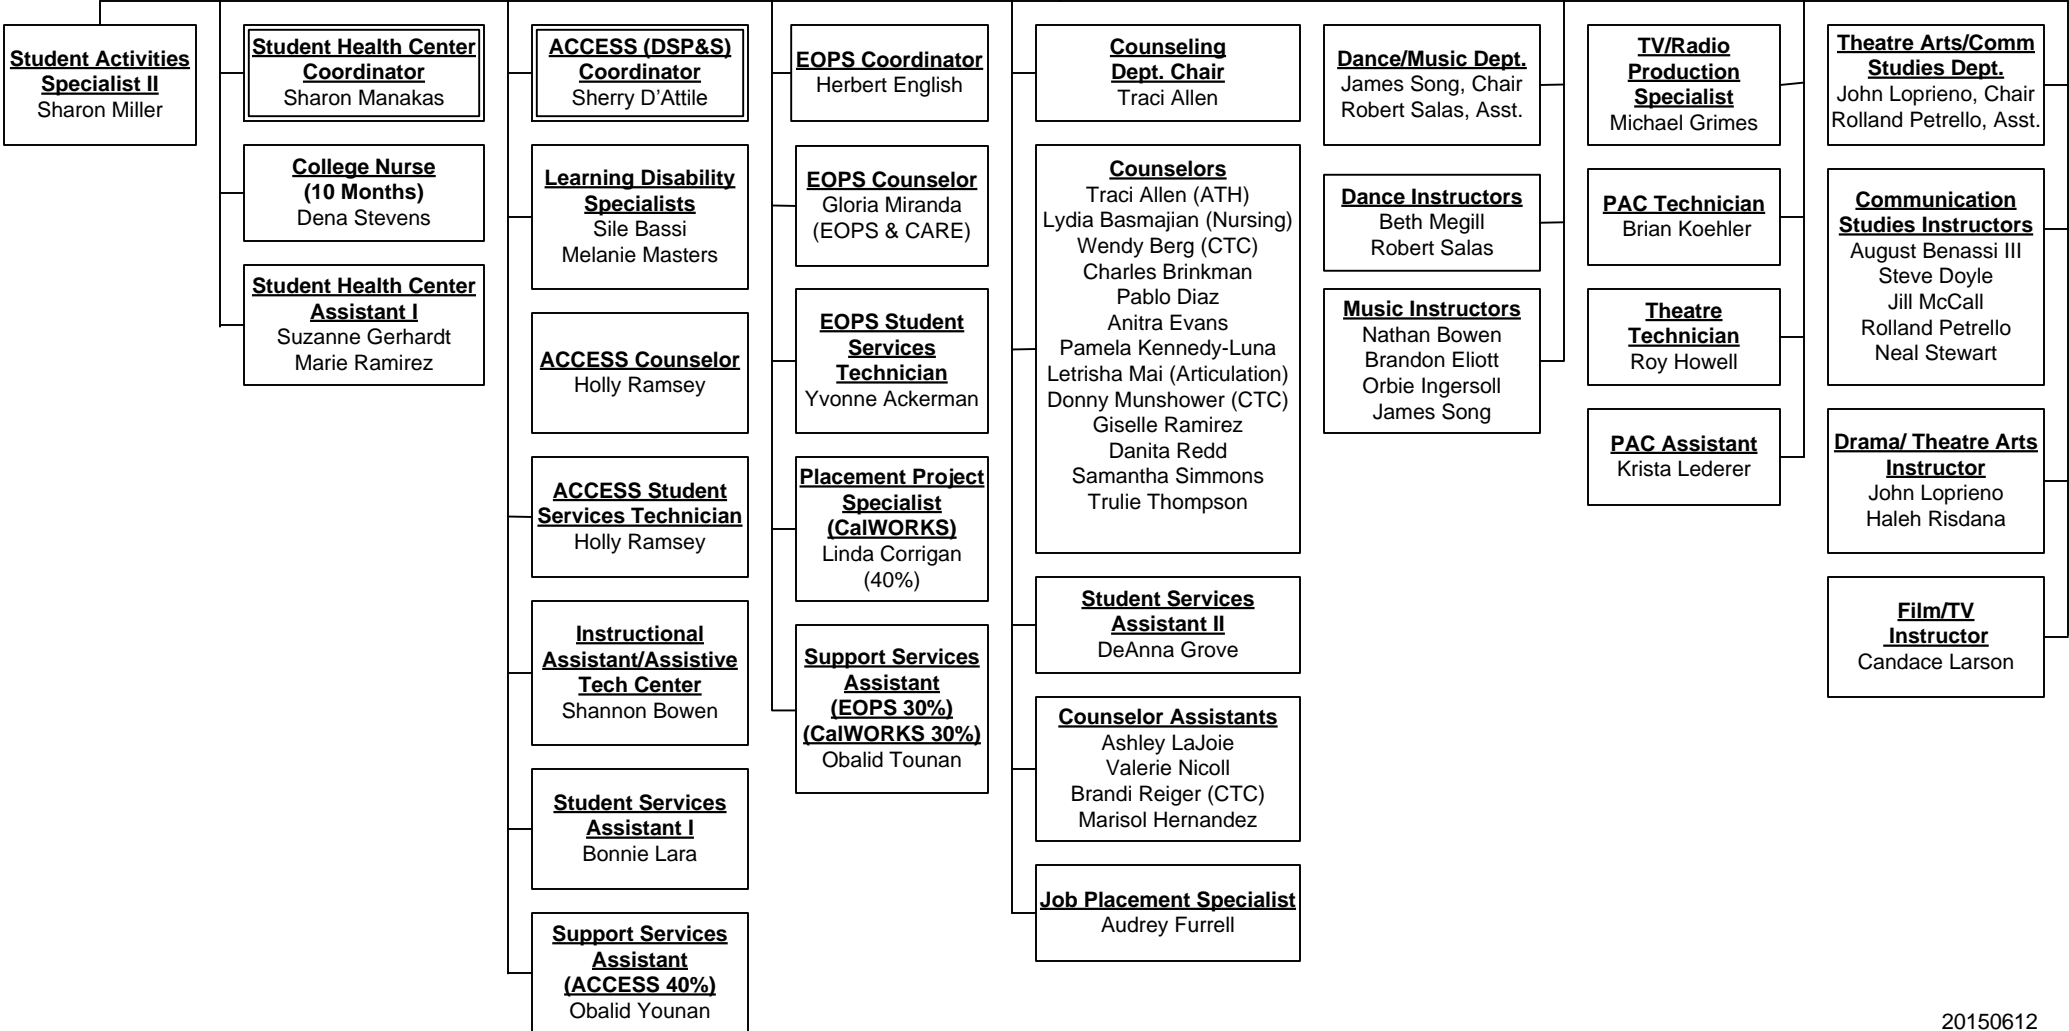 Student Activities
Specialist II
Sharon Miller
Student Health Center
Coordinator
Sharon Manakas
College Nurse
(10 Months)
Dena Stevens
Student Health Center
Assistant I
Suzanne Gerhardt
Marie Ramirez
ACCESS (DSP&S)
Coordinator
Sherry D'Attile
Learning Disability
Specialists
Sile Bassi
Melanie Masters
ACCESS Counselor
Holly Ramsey
ACCESS Student
Services Technician
Holly Ramsey
Instructional
Assistant/Assistive
Tech Center
Shannon Bowen
Student Services
Assistant I
Bonnie Lara
Support Services
Assistant
(ACCESS 40%)
Obalid Younan
EOPS Coordinator
Herbert English
EOPS Counselor
Gloria Miranda
(EOPS & CARE)
EOPS Student
Services
Technician
Yvonne Ackerman
Placement Project
Specialist
(CalWORKS)
Linda Corrigan
(40%)
Support Services
Assistant
(EOPS 30%)
(CalWORKS 30%)
Obalid Tounan
Counseling
Dept. Chair
Traci Allen
Counselors
Traci Allen (ATH)
Lydia Basmajian (Nursing)
Wendy Berg (CTC)
Charles Brinkman
Pablo Diaz
Anitra Evans
Pamela Kennedy-Luna
Letrisha Mai (Articulation)
Donny Munshower (CTC)
Giselle Ramirez
Danita Redd
Samantha Simmons
Trulie Thompson
Student Services
Assistant II
DeAnna Grove
Counselor Assistants
Ashley LaJoie
Valerie Nicoll
Brandi Reiger (CTC)
Marisol Hernandez
Job Placement Specialist
Audrey Furrell
Dance/Music Dept.
James Song, Chair
Robert Salas, Asst.
Dance Instructors
Beth Megill
Robert Salas
Music Instructors
Nathan Bowen
Brandon Eliott
Orbie Ingersoll
James Song
TV/Radio
Production
Specialist
Michael Grimes
PAC Technician
Brian Koehler
Theatre
Technician
Roy Howell
PAC Assistant
Krista Lederer
Theatre Arts/Comm
Studies Dept.
John Loprieno, Chair
Rolland Petrello, Asst.
Communication
Studies Instructors
August Benassi III
Steve Doyle
Jill McCall
Rolland Petrello
Neal Stewart
Drama/ Theatre Arts
Instructor
John Loprieno
Haleh Risdana
Film/TV
Instructor
Candace Larson
20150612